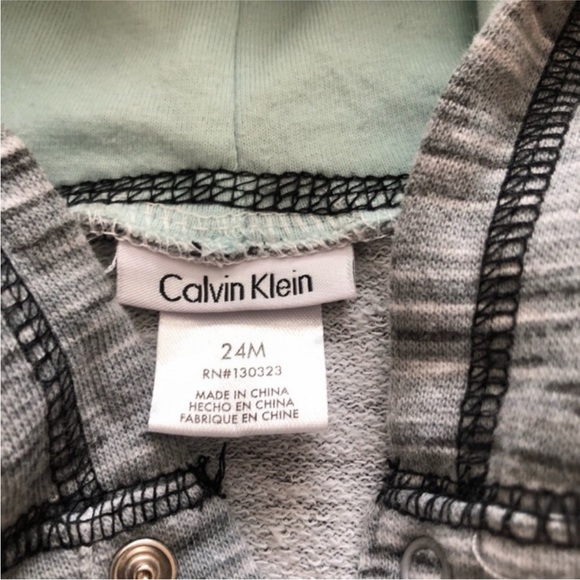 Calvin Klein
24M
RN#130323
MADE IN CHINA
HECHO EN CHINA
FABRIQUE EN CHINE